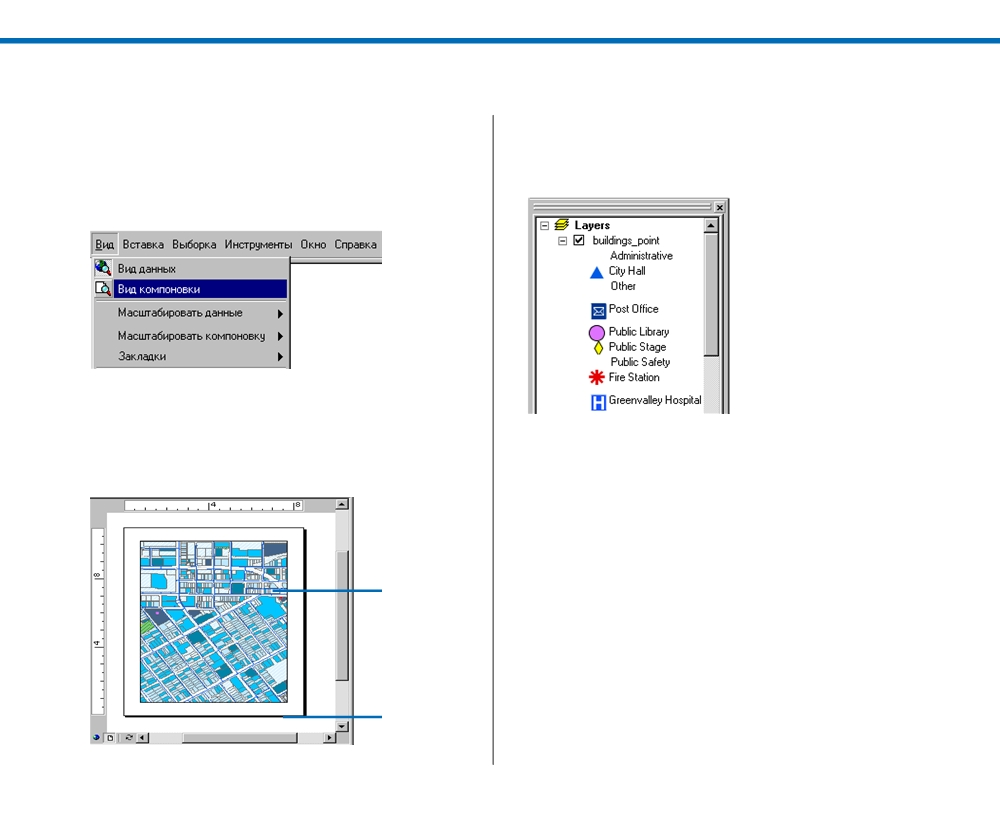 Вид Вставка Выборка Инструменты Окно Справка
Вид данных
Вид компоновки
Масштабировать данные
Масштабировать компоновку
Закладки
4 8
8
4
Layers
buildings_point
Administrative
City Hall
Other
Post Office
Public Library
Public Stage
Public Safety
Fire Station
H Greenvalley Hospital